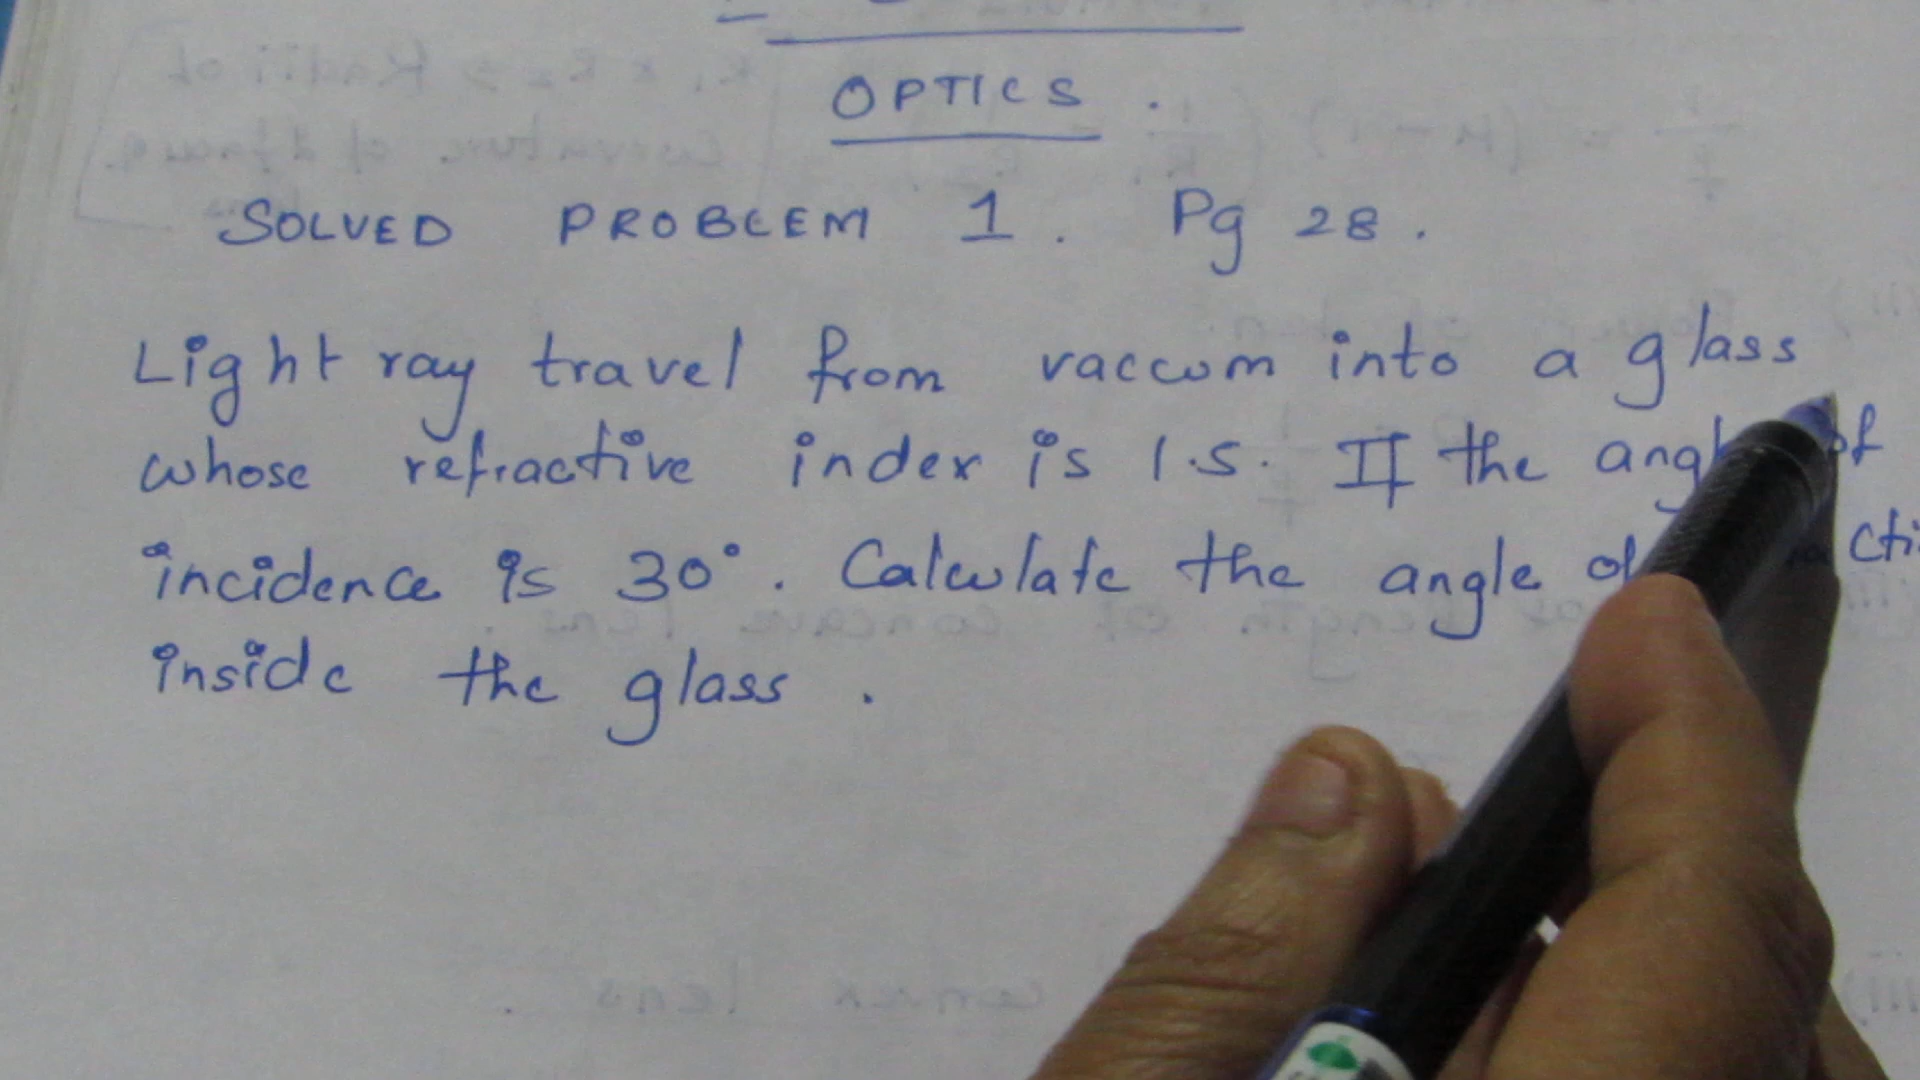 OPTICS.
SOLVED PROBLEM 1. Pg 28.
Light ray travel from vaccum into a glass
whose refractive index is 1.5. If the of
incidence is 30°. Calculate the angle
inside the glass.